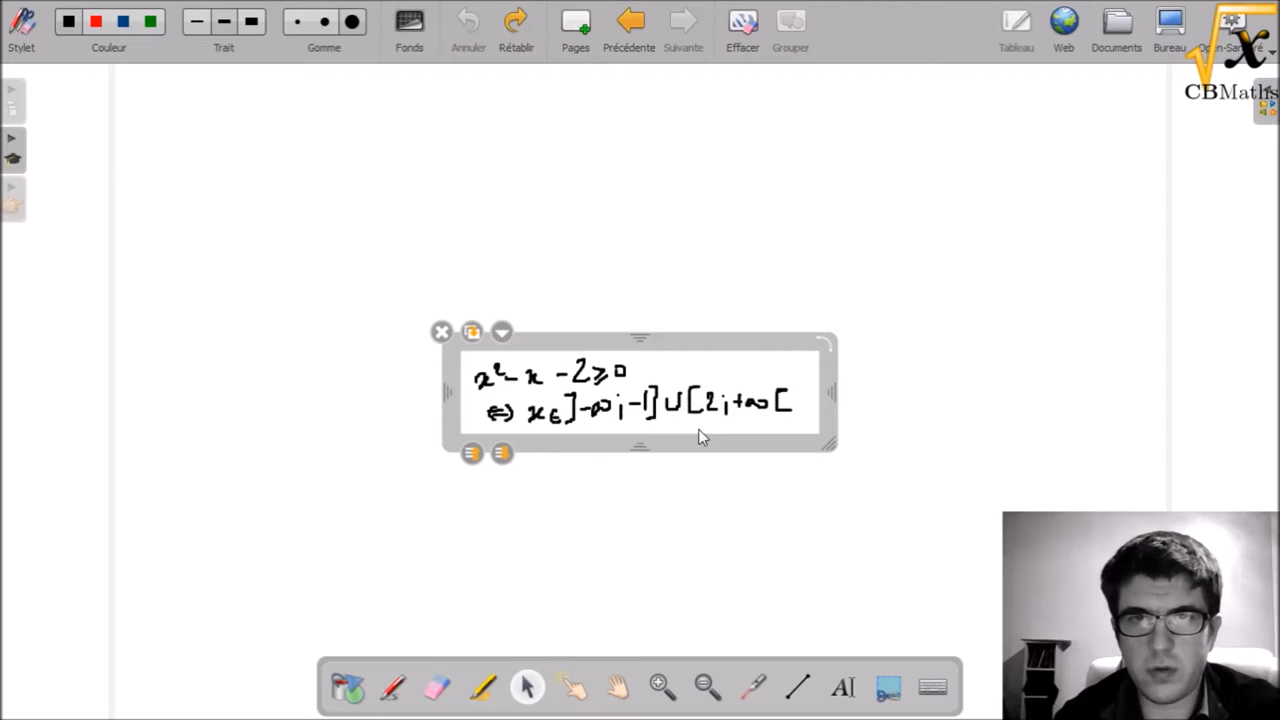 Stylet
Couleur
Trait
Gomme
Fonds
Annuler
Rétablir
Pages
Précédente
Suivante
Effacer
Grouper
Tableau
Web
Documents
Bureau
√x
CBMaths
x² - x - 2 ⩾ 0
⇔ x ∈ ]-∞ ; -1] ∪ [2 ; +∞[
AI